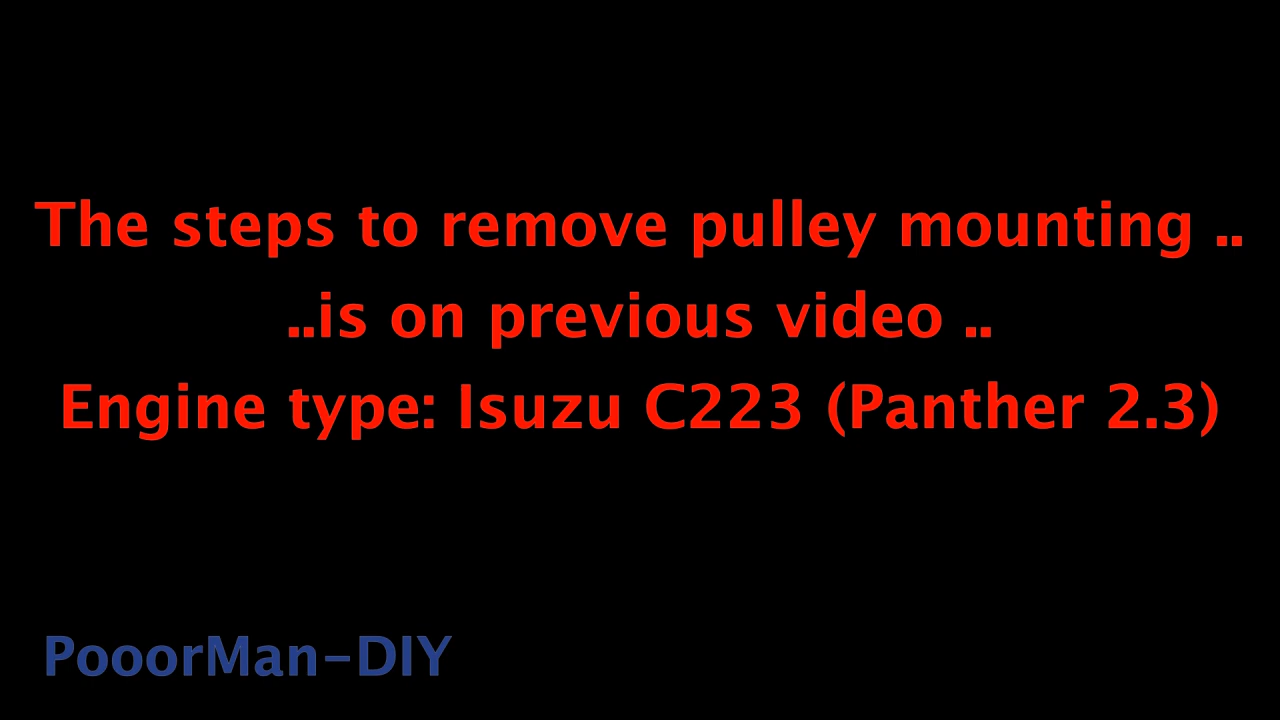 The steps to remove pulley mounting ..
..is on previous video ..
Engine type: Isuzu C223 (Panther 2.3)
PooorMan-DIY